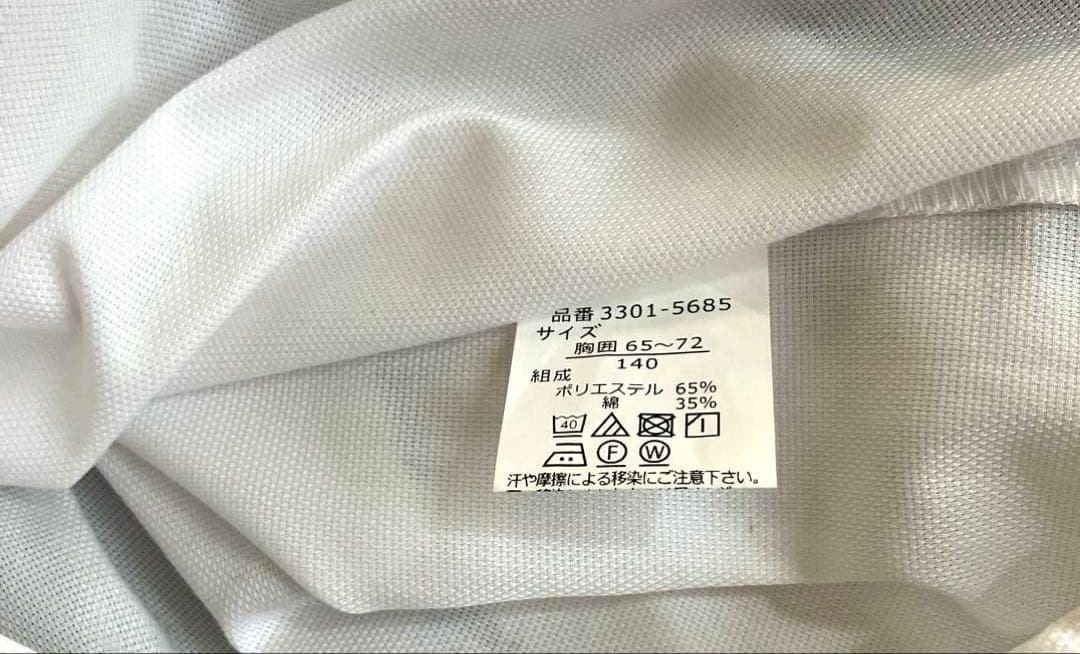 品番 3301-5685
サイズ
胸囲 65～72
140
組成
ポリエステル 65%
綿 35%
40
F W
汗や摩擦による移染にご注意下さい。